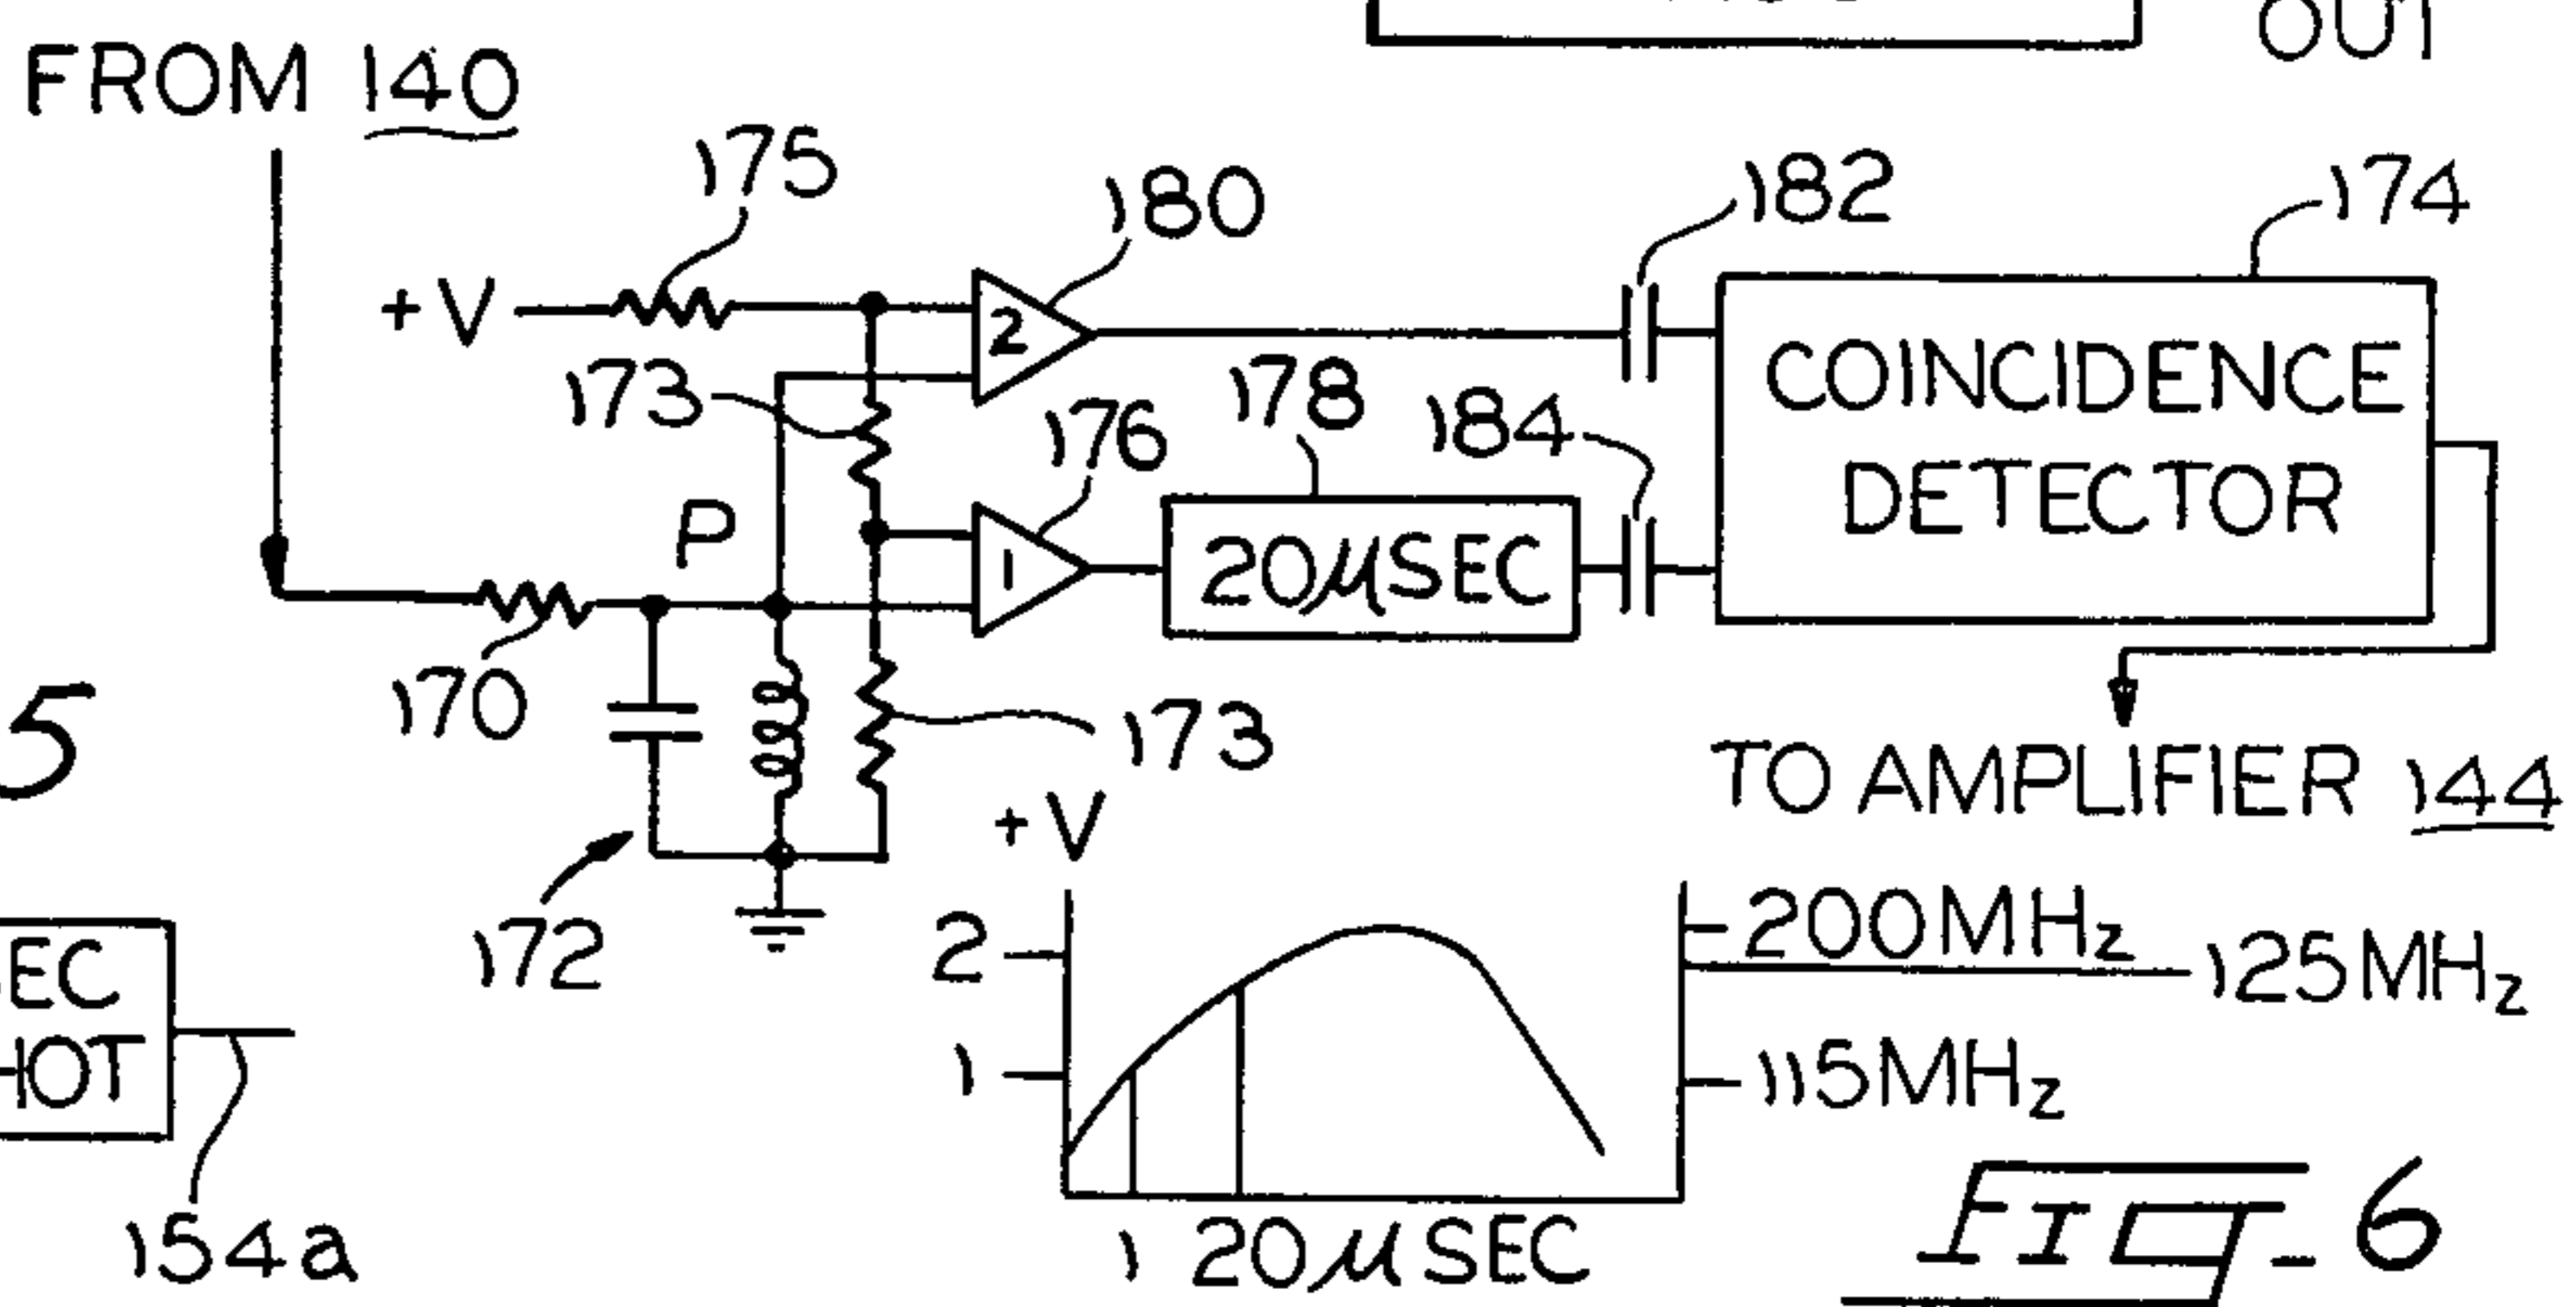 OUT
FROM 140
175
180
182
174
+V
2
173
178
184
176
COINCIDENCE
DETECTOR
P
1
20µSEC
170
173
5
TO AMPLIFIER 144
172
+V
2
200MHz
125MHz
1
115MHz
EC
HOT
1 20µSEC
154a
FIG-6